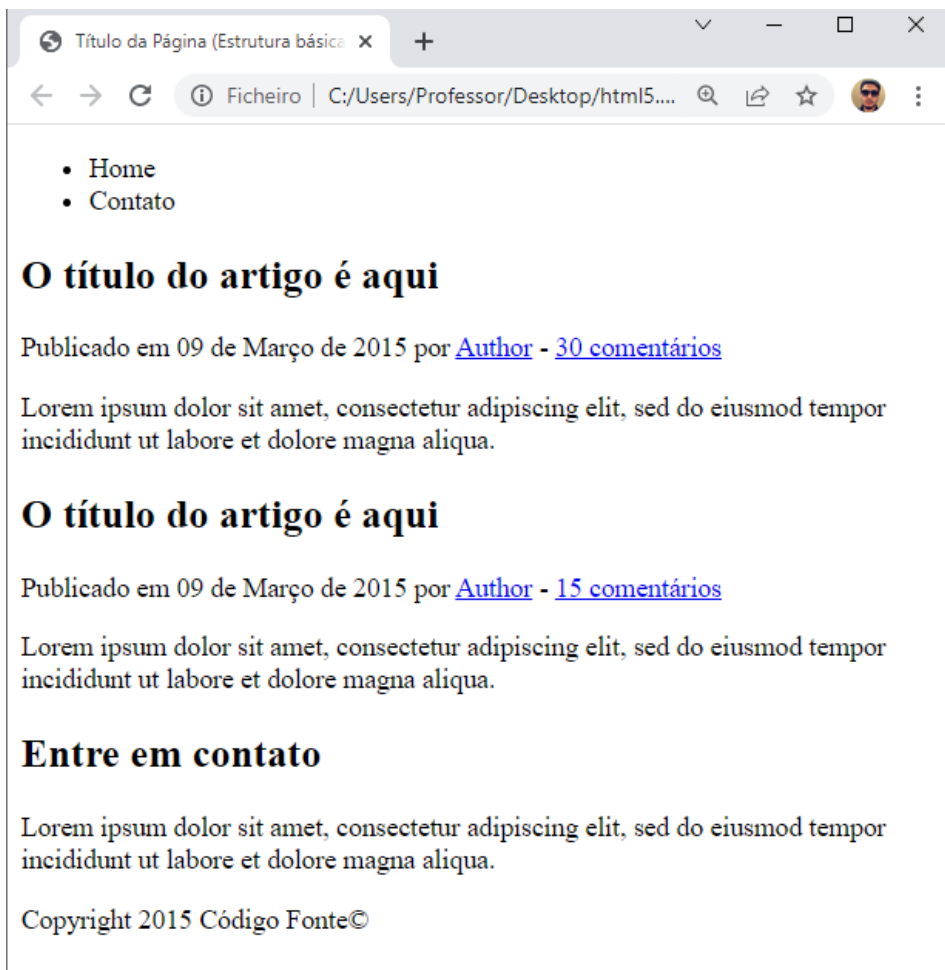 Título da Página (Estrutura básica
Ficheiro | C:/Users/Professor/Desktop/html5....
Home
Contato
O título do artigo é aqui
Publicado em 09 de Março de 2015 por Author - 30 comentários
Lorem ipsum dolor sit amet, consectetur adipiscing elit, sed do eiusmod tempor
incididunt ut labore et dolore magna aliqua.
O título do artigo é aqui
Publicado em 09 de Março de 2015 por Author - 15 comentários
Lorem ipsum dolor sit amet, consectetur adipiscing elit, sed do eiusmod tempor
incididunt ut labore et dolore magna aliqua.
Entre em contato
Lorem ipsum dolor sit amet, consectetur adipiscing elit, sed do eiusmod tempor
incididunt ut labore et dolore magna aliqua.
Copyright 2015 Código Fonte©